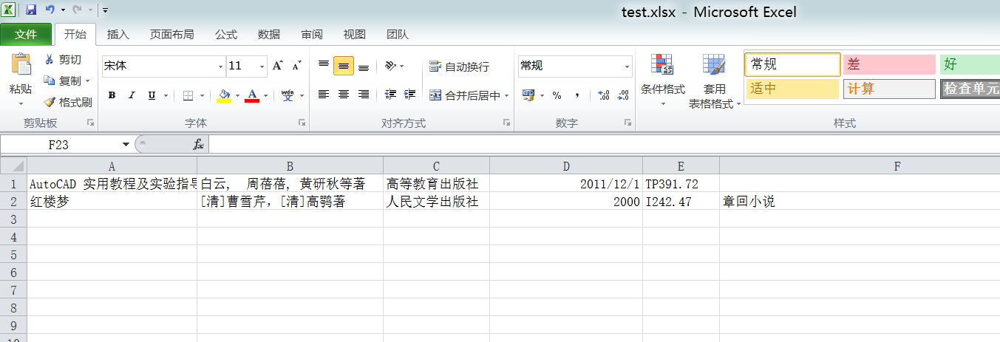 test.xlsx - Microsoft Excel
文件 开始 插入 页面布局 公式 数据 审阅 视图 团队
粘贴
剪切
复制
格式刷
剪贴板
宋体 11
B I U wén 文
字体
自动换行
合并后居中
对齐方式
常规
% , .00 .0 .00
数字
条件格式
套用
表格格式
常规 差 好
适中 计算 检查单元
样式
F23 fx
A B C D E F
1 AutoCAD 实用教程及实验指导 白云, 周蓓蓓, 黄研秋等著 高等教育出版社 2011/12/1 TP391.72
2 红楼梦 [清]曹雪芹, [清]高鹗著 人民文学出版社 2000 I242.47 章回小说
3
4
5
6
7
8
9
10